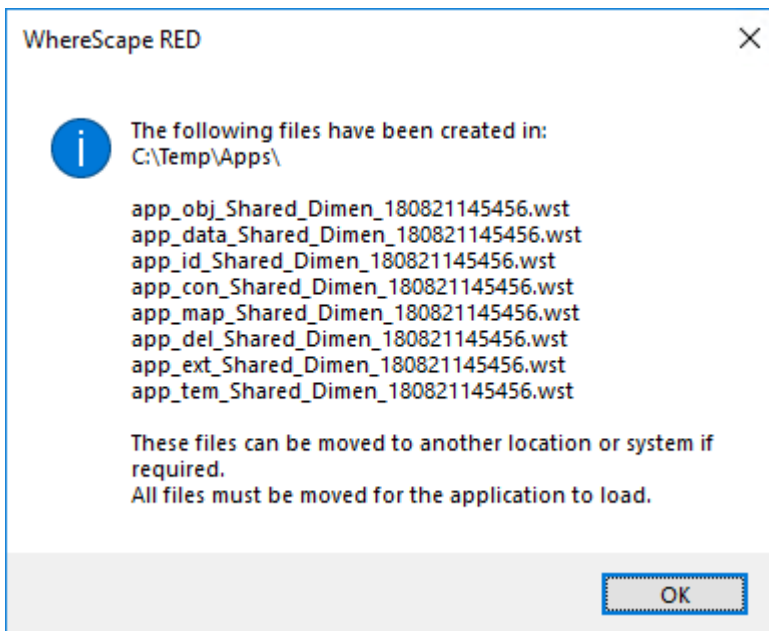 WhereScape RED
The following files have been created in:
C:\Temp\Apps\
app_obj_Shared_Dimen_180821145456.wst
app_data_Shared_Dimen_180821145456.wst
app_id_Shared_Dimen_180821145456.wst
app_con_Shared_Dimen_180821145456.wst
app_map_Shared_Dimen_180821145456.wst
app_del_Shared_Dimen_180821145456.wst
app_ext_Shared_Dimen_180821145456.wst
app_tem_Shared_Dimen_180821145456.wst
These files can be moved to another location or system if
required.
All files must be moved for the application to load.
OK